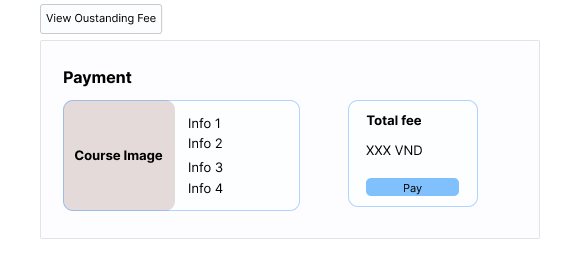 View Oustanding Fee
Payment
Course Image
Info 1
Info 2
Info 3
Info 4
Total fee
XXX VND
Pay